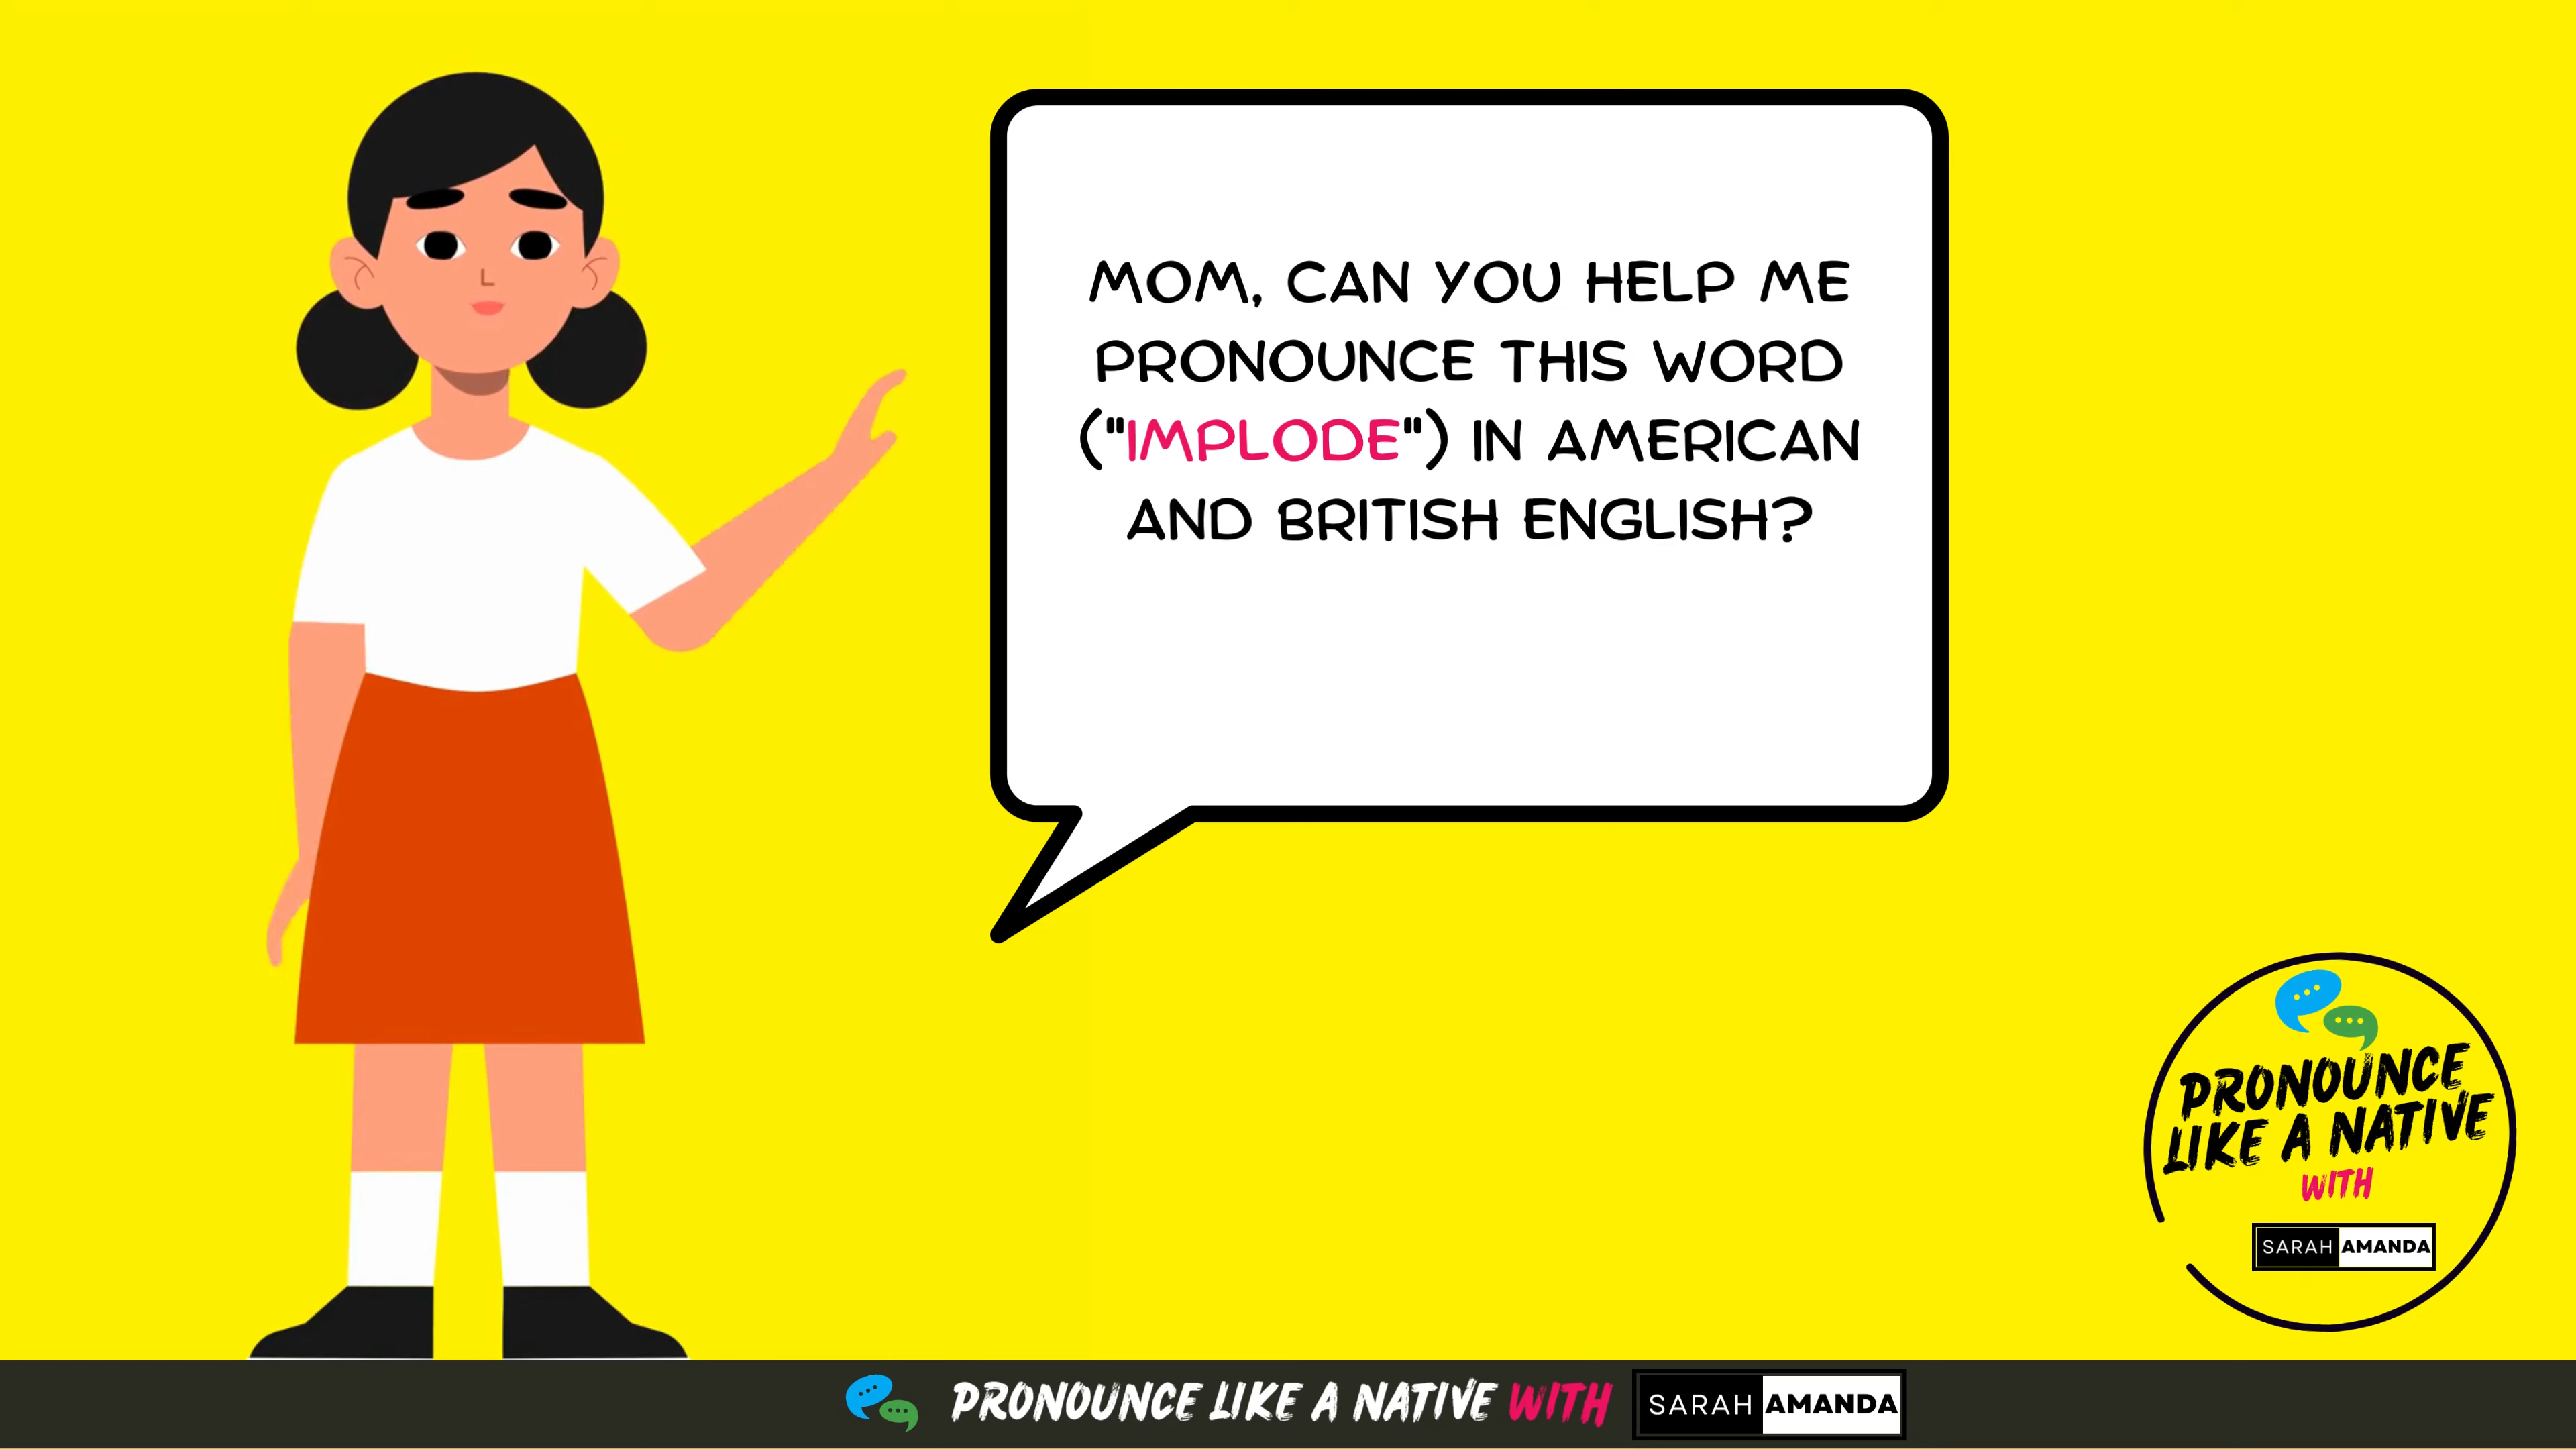 MOM, CAN YOU HELP ME
PRONOUNCE THIS WORD
("IMPLODE") IN AMERICAN
AND BRITISH ENGLISH?
PRONOUNCE
LIKE A NATIVE
WITH
SARAH AMANDA
PRONOUNCE LIKE A NATIVE WITH SARAH AMANDA